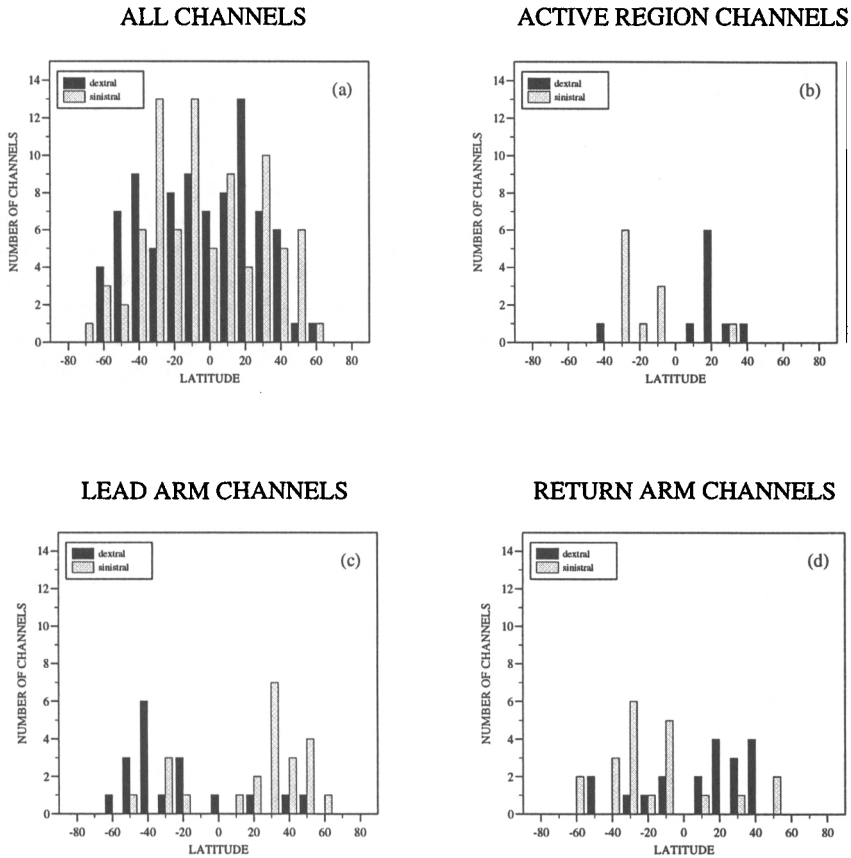 ALL CHANNELS
ACTIVE REGION CHANNELS
dextral
sinistral
(a)
14
12
10
8
6
4
2
0
NUMBER OF CHANNELS
-80 -60 -40 -20 0 20 40 60 80
LATITUDE
dextral
sinistral
(b)
14
12
10
8
6
4
2
0
NUMBER OF CHANNELS
-80 -60 -40 -20 0 20 40 60 80
LATITUDE
LEAD ARM CHANNELS
RETURN ARM CHANNELS
dextral
sinistral
(c)
14
12
10
8
6
4
2
0
NUMBER OF CHANNELS
-80 -60 -40 -20 0 20 40 60 80
LATITUDE
dextral
sinistral
(d)
14
12
10
8
6
4
2
0
NUMBER OF CHANNELS
-80 -60 -40 -20 0 20 40 60 80
LATITUDE